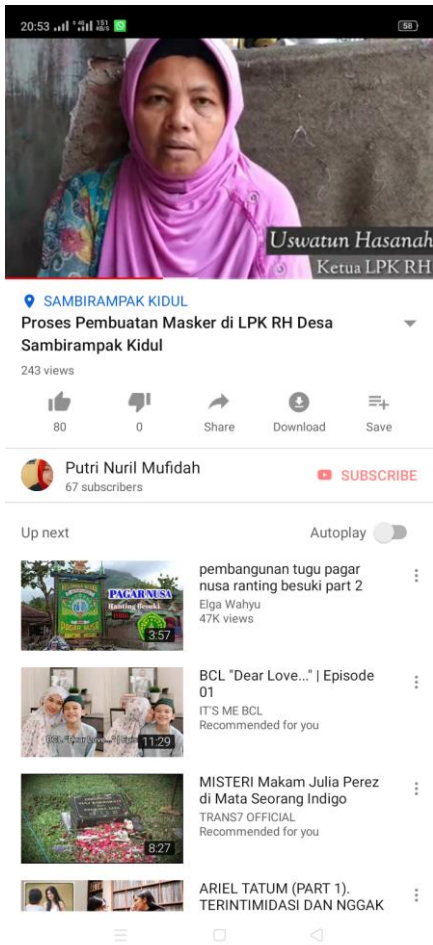 20:53
151
KB/S
58
Uswatun Hasanah
Ketua LPK RH
SAMBIRAMPAK KIDUL
Proses Pembuatan Masker di LPK RH Desa
Sambirampak Kidul
243 views
80
0
Share
Download
Save
Putri Nuril Mufidah
67 subscribers
SUBSCRIBE
Up next
Autoplay
PAGAR NUSA
Ranting Besuki
3:57
pembangunan tugu pagar
nusa ranting besuki part 2
Elga Wahyu
47K views
11:29
BCL "Dear Love..." | Episode
01
IT'S ME BCL
Recommended for you
8:27
MISTERI Makam Julia Perez
di Mata Seorang Indigo
TRANS7 OFFICIAL
Recommended for you
ARIEL TATUM (PART 1).
TERINTIMIDASI DAN NGGAK